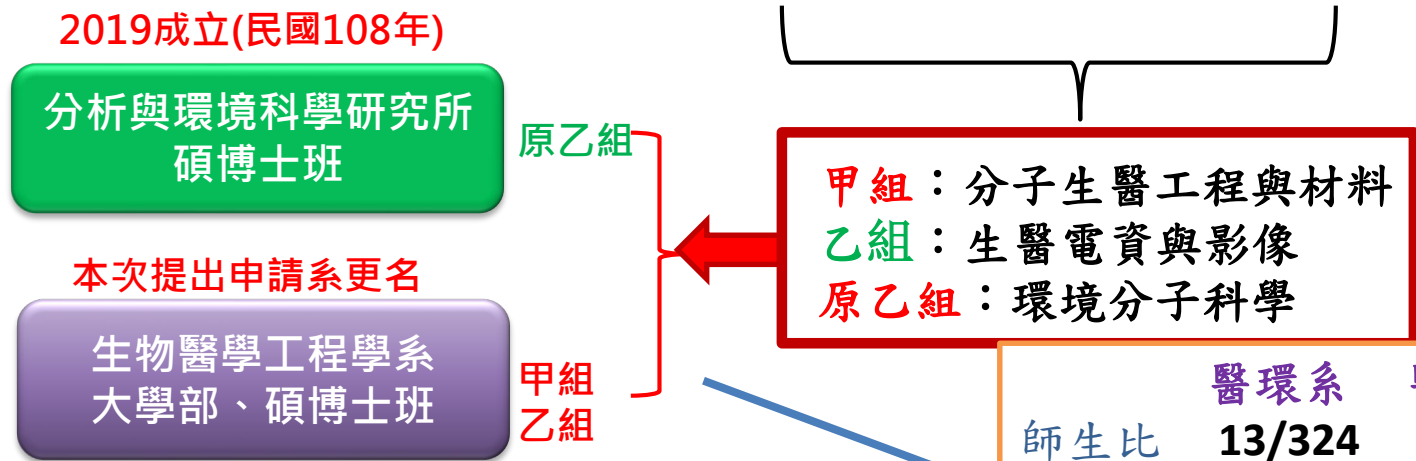 2019成立(民國108年)
分析與環境科學研究所
碩博士班
原乙組
本次提出申請系更名
生物醫學工程學系
大學部、碩博士班
甲組
乙組
甲組：分子生醫工程與材料
乙組：生醫電資與影像
原乙組：環境分子科學
醫環系
師生比 13/324